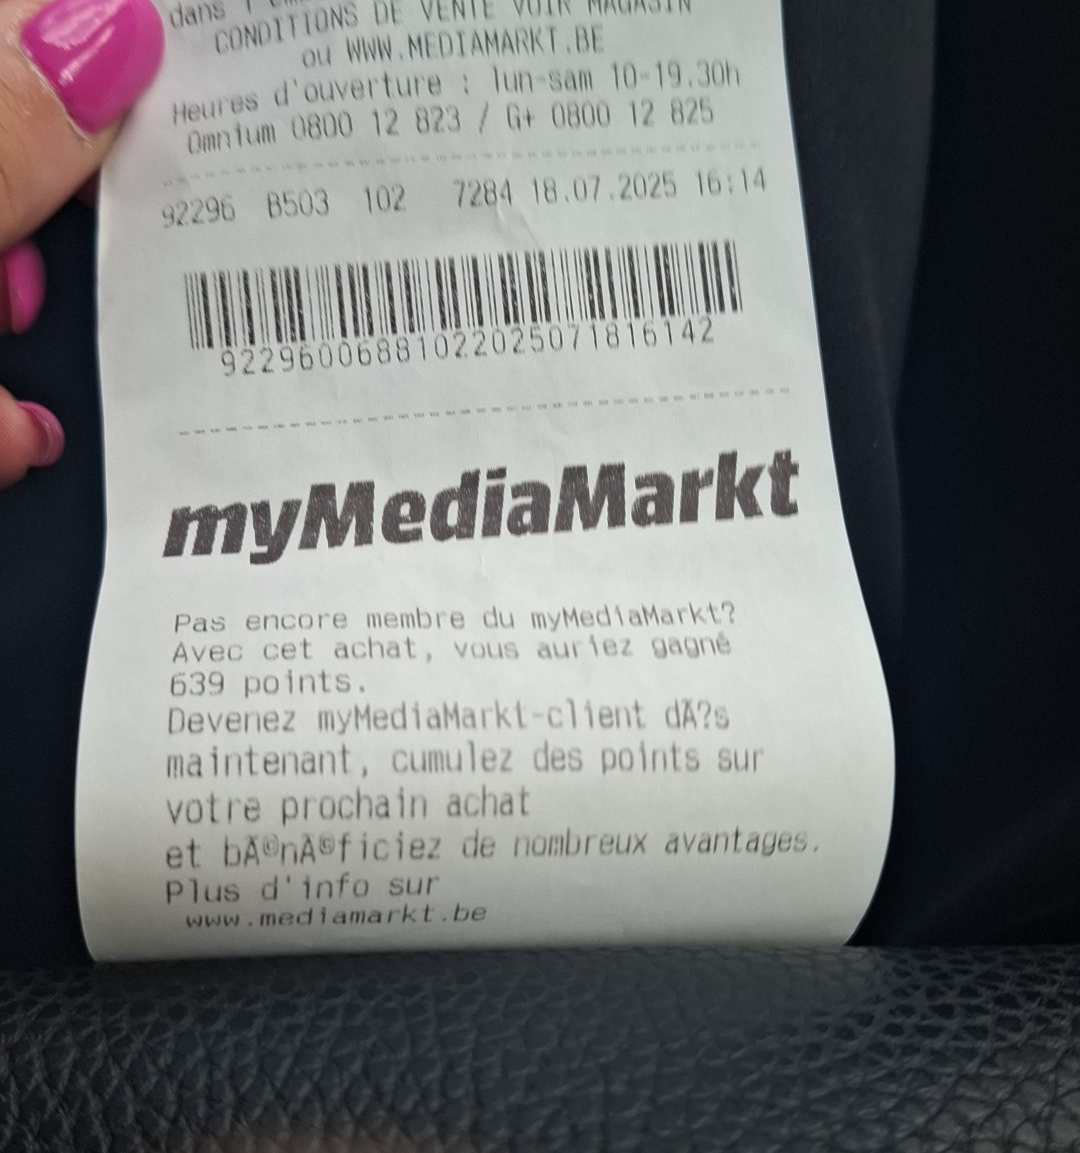 dans
CONDITIONS DE VENTE VOIR MAGASIN
ou WWW.MEDIAMARKT.BE
Heures d'ouverture : lun-sam 10-19.30h
Omnium 0800 12 823 / G+ 0800 12 825
92296 B503 102 7284 18.07.2025 16:14
9229600688102202507181614​2
myMediaMarkt
Pas encore membre du myMediaMarkt?
Avec cet achat, vous auriez gagné
639 points.
Devenez myMediaMarkt-client dÃ?s
maintenant, cumulez des points sur
votre prochain achat
et bÃ©nÃ©ficiez de nombreux avantages.
Plus d'info sur
www.mediamarkt.be